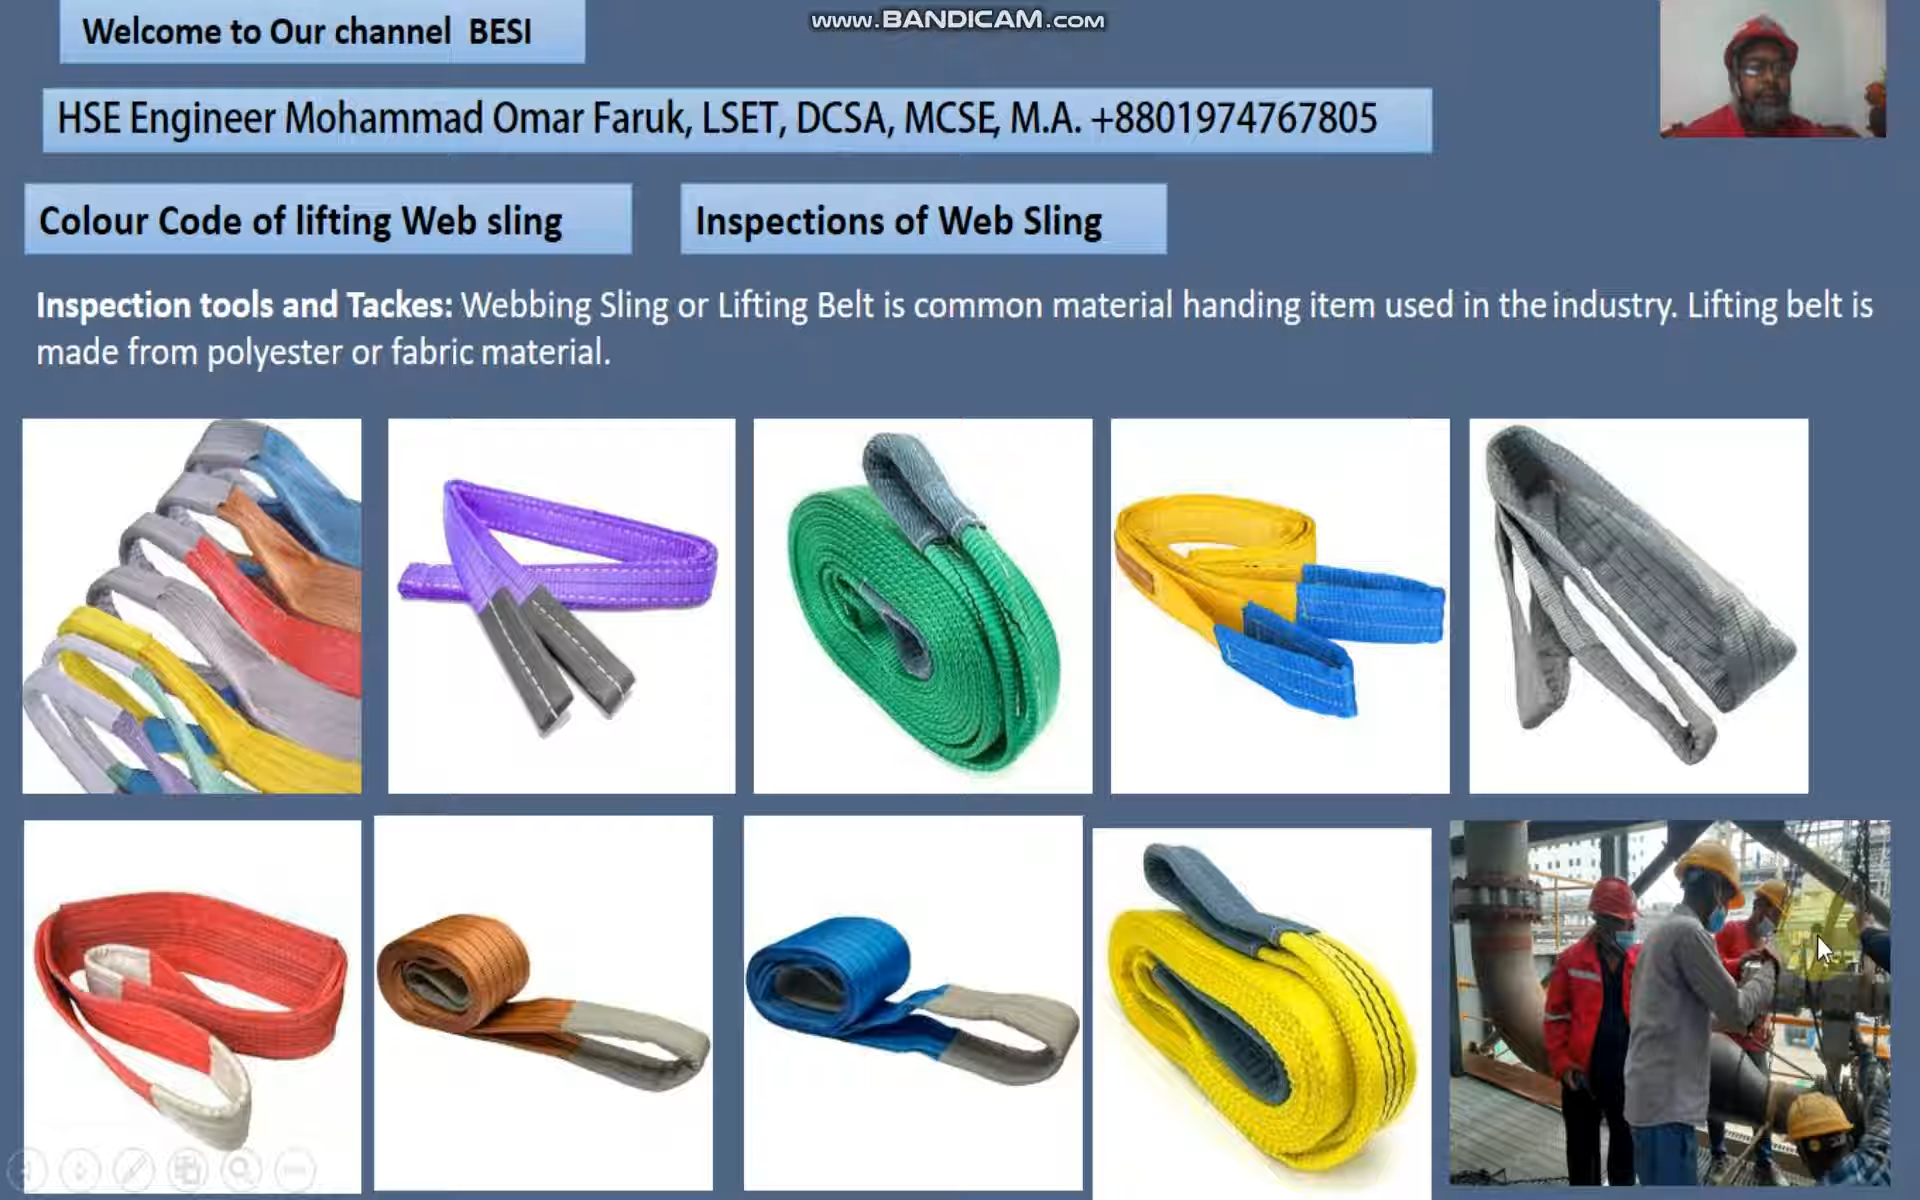 Welcome to Our channel BESI
www.BANDICAM.com
HSE Engineer Mohammad Omar Faruk, LSET, DCSA, MCSE, M.A. +8801974767805
Colour Code of lifting Web sling
Inspections of Web Sling
Inspection tools and Tackes: Webbing Sling or Lifting Belt is common material handing item used in the industry. Lifting belt is
made from polyester or fabric material.